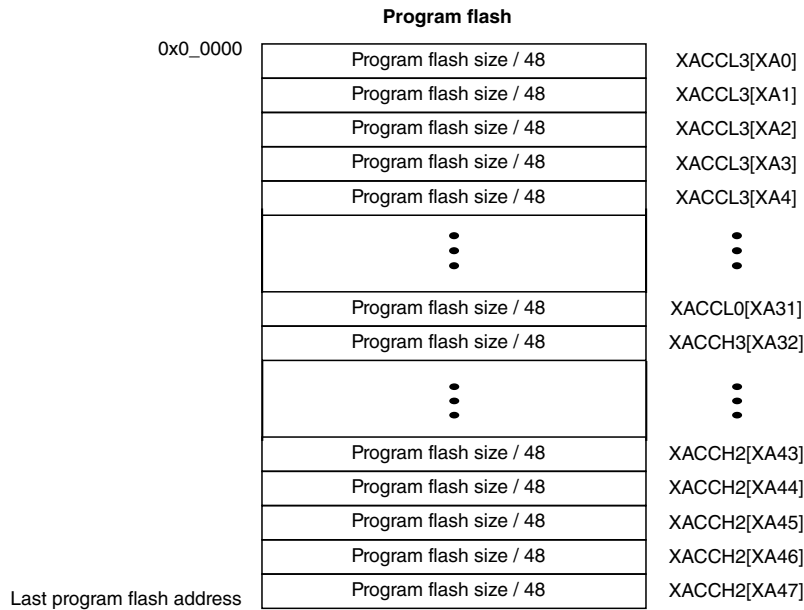 Program flash
0x0_0000
Program flash size / 48 XACCL3[XA0]
Program flash size / 48 XACCL3[XA1]
Program flash size / 48 XACCL3[XA2]
Program flash size / 48 XACCL3[XA3]
Program flash size / 48 XACCL3[XA4]
Program flash size / 48 XACCL0[XA31]
Program flash size / 48 XACCH3[XA32]
Program flash size / 48 XACCH2[XA43]
Program flash size / 48 XACCH2[XA44]
Program flash size / 48 XACCH2[XA45]
Program flash size / 48 XACCH2[XA46]
Program flash size / 48 XACCH2[XA47]
Last program flash address